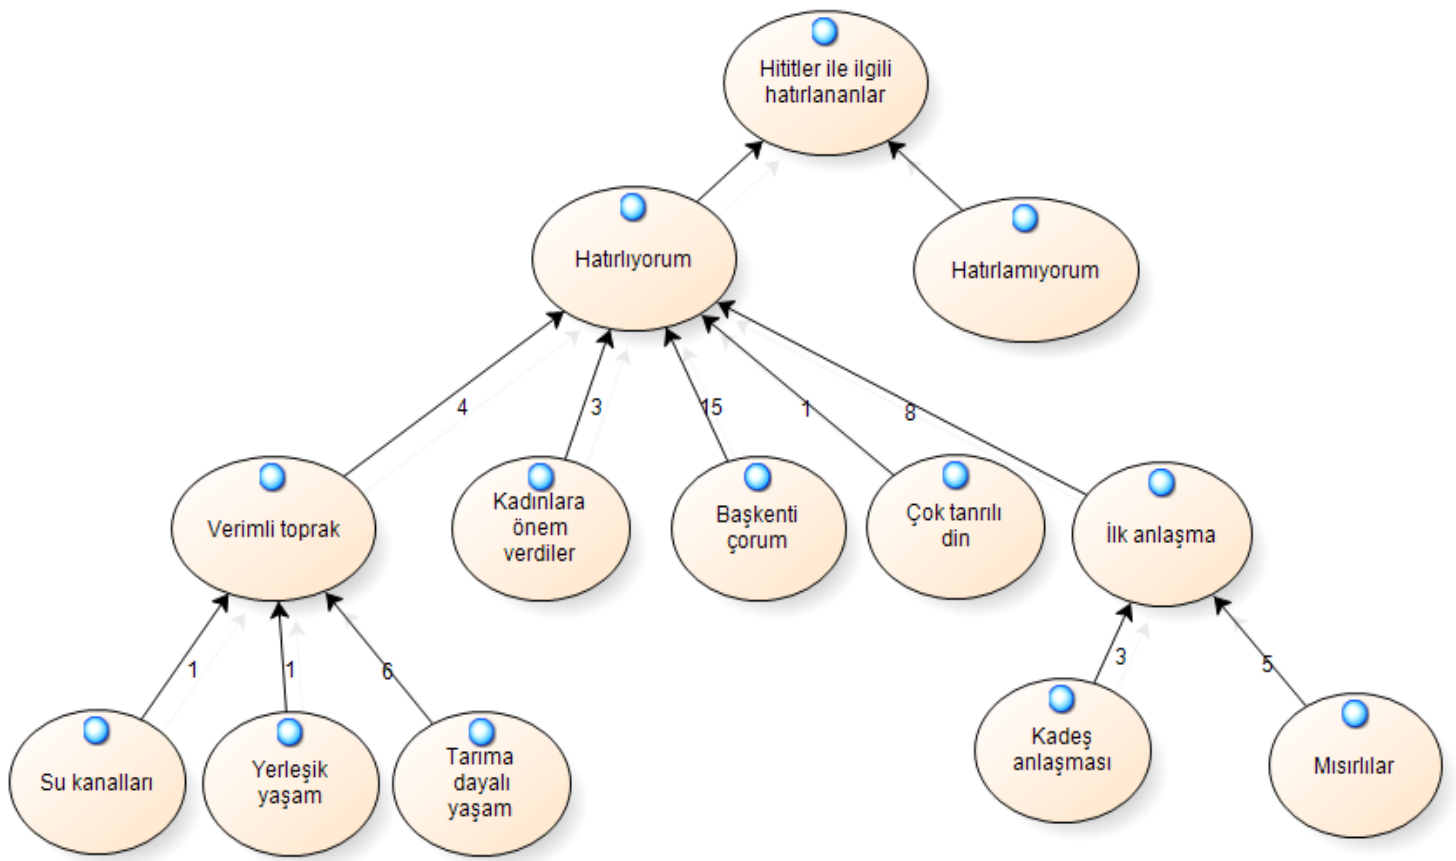 Hititler ile ilgili
hatırlananlar
Hatırlıyorum
Hatırlamıyorum
4
3
15
1
8
Verimli toprak
Kadınlara
önem
verdiler
Başkenti
çorum
Çok tanrılı
din
İlk anlaşma
1
1
6
3
5
Su kanalları
Yerleşik
yaşam
Tarıma
dayalı
yaşam
Kadeş
anlaşması
Mısırlılar